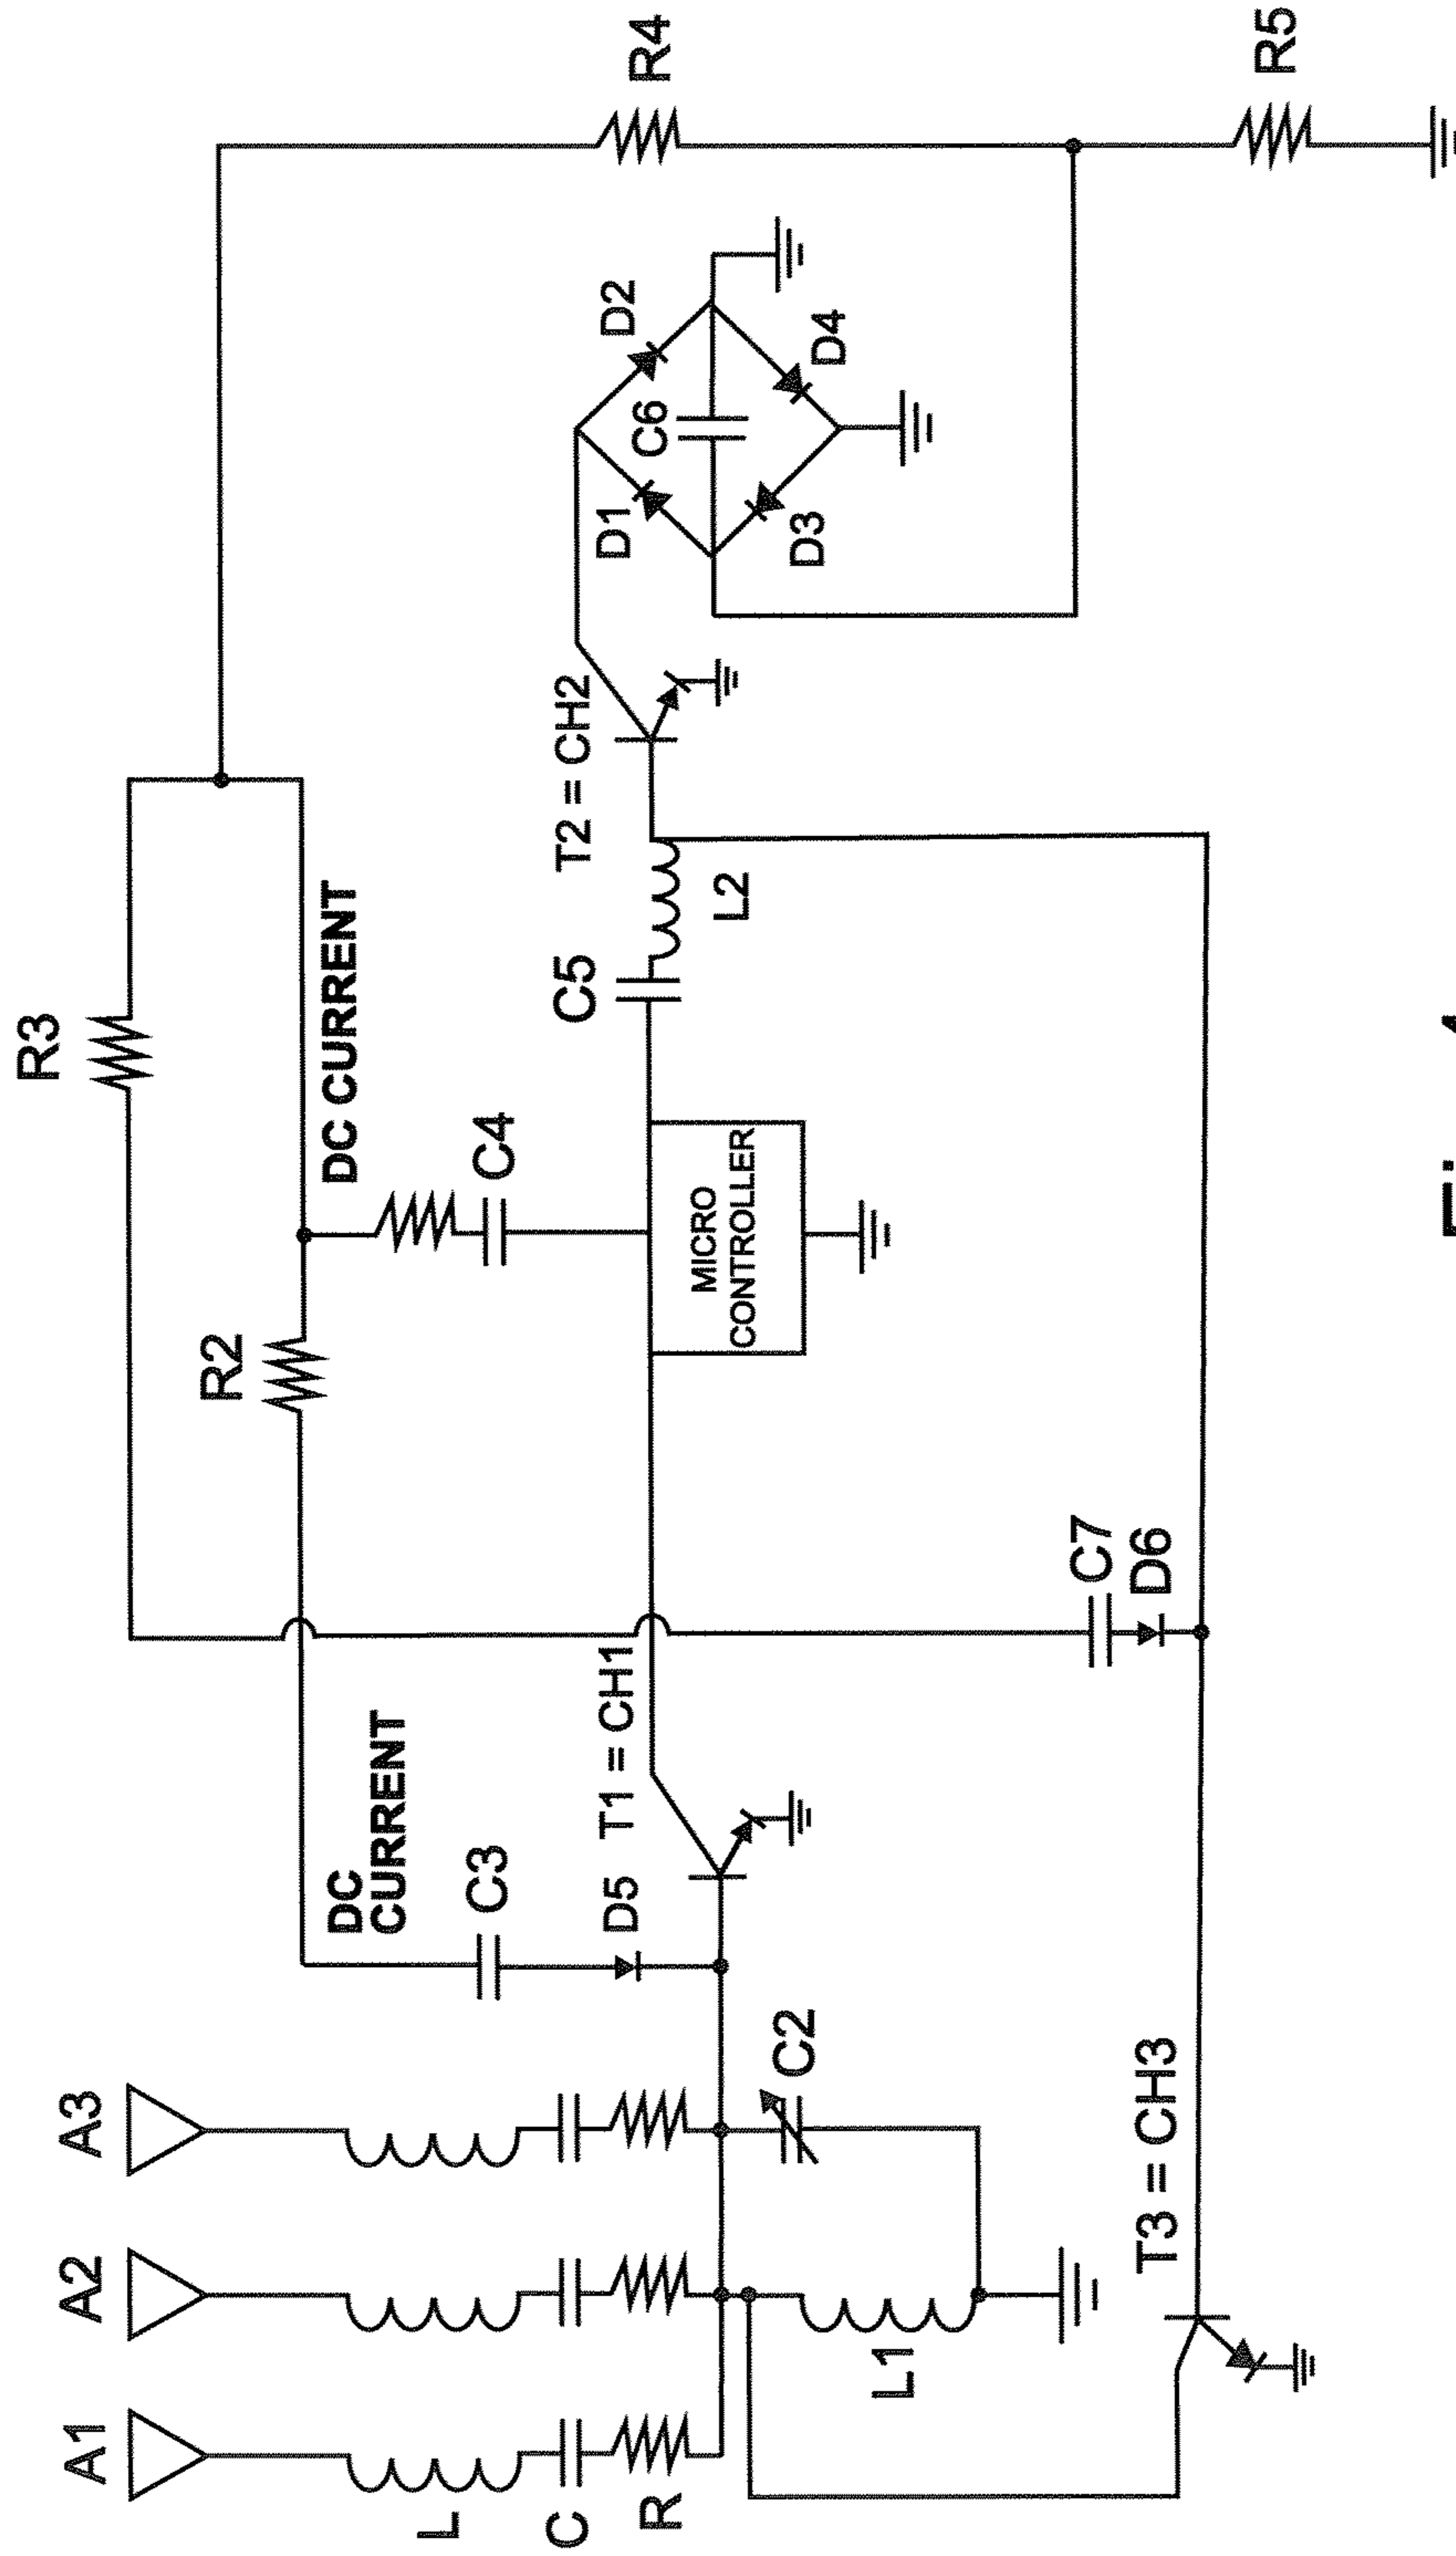 R3
A1
A2
A3
R2
DC CURRENT
DC
CURRENT
L
C3
C4
C
C5
T2 = CH2
D5
T1 = CH1
D1
D2
C6
R4
R
MICRO
CONTROLLER
L2
C2
D3
D4
L1
C7
D6
T3 = CH3
R5